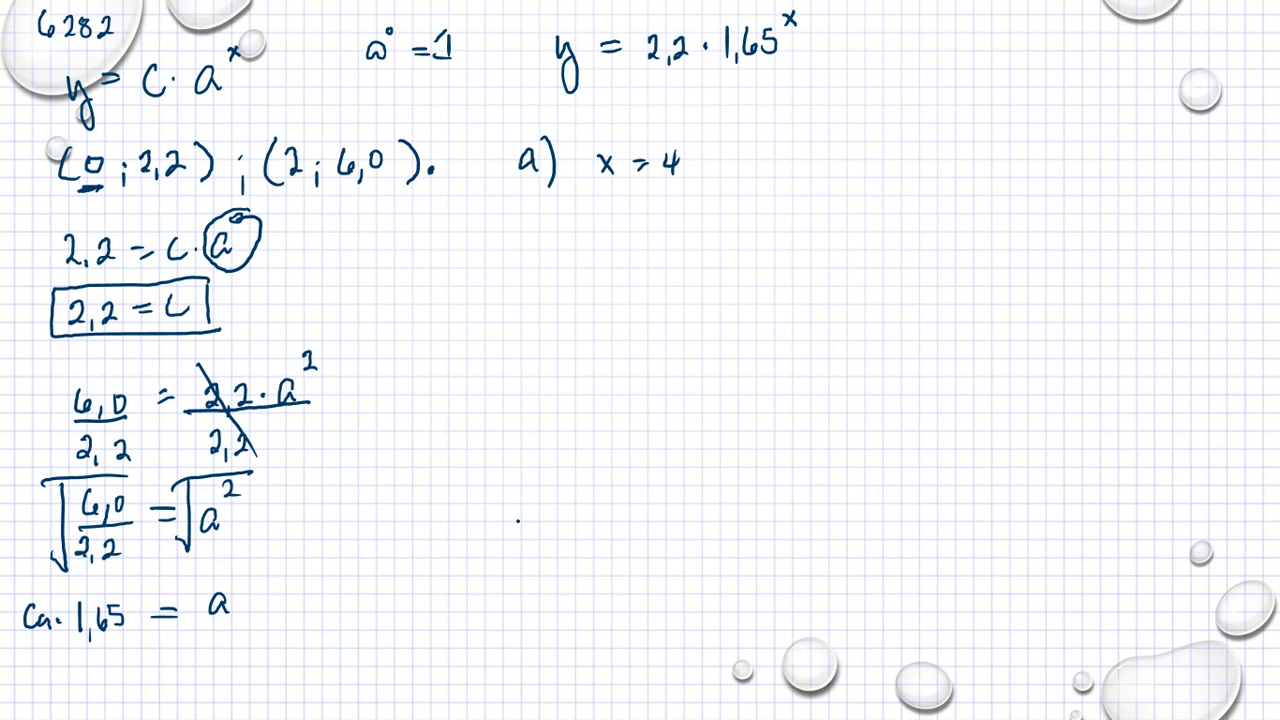 6282
y = C · a^x
(0 ; 2,2) ; (2 ; 6,0).
2,2 = C · a^0
2,2 = C
6,0/2,2 = 2,2 · a^2/2,2
√(6,0/2,2) = √(a^2)
Ca. 1,65 = a
a^0 = 1
y = 2,2 · 1,65^x
a) x = 4